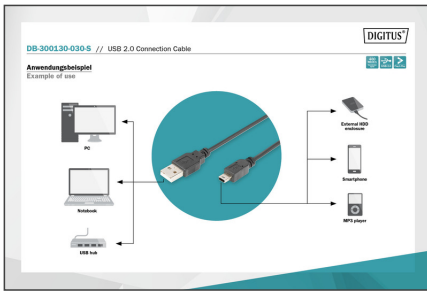 DIGITUS®
DB-300130-030-S // USB 2.0 Connection Cable
Anwendungsbeispiel
Example of use
PC
Notebook
USB hub
External HDD
enclosure
Smartphone
MP3 player